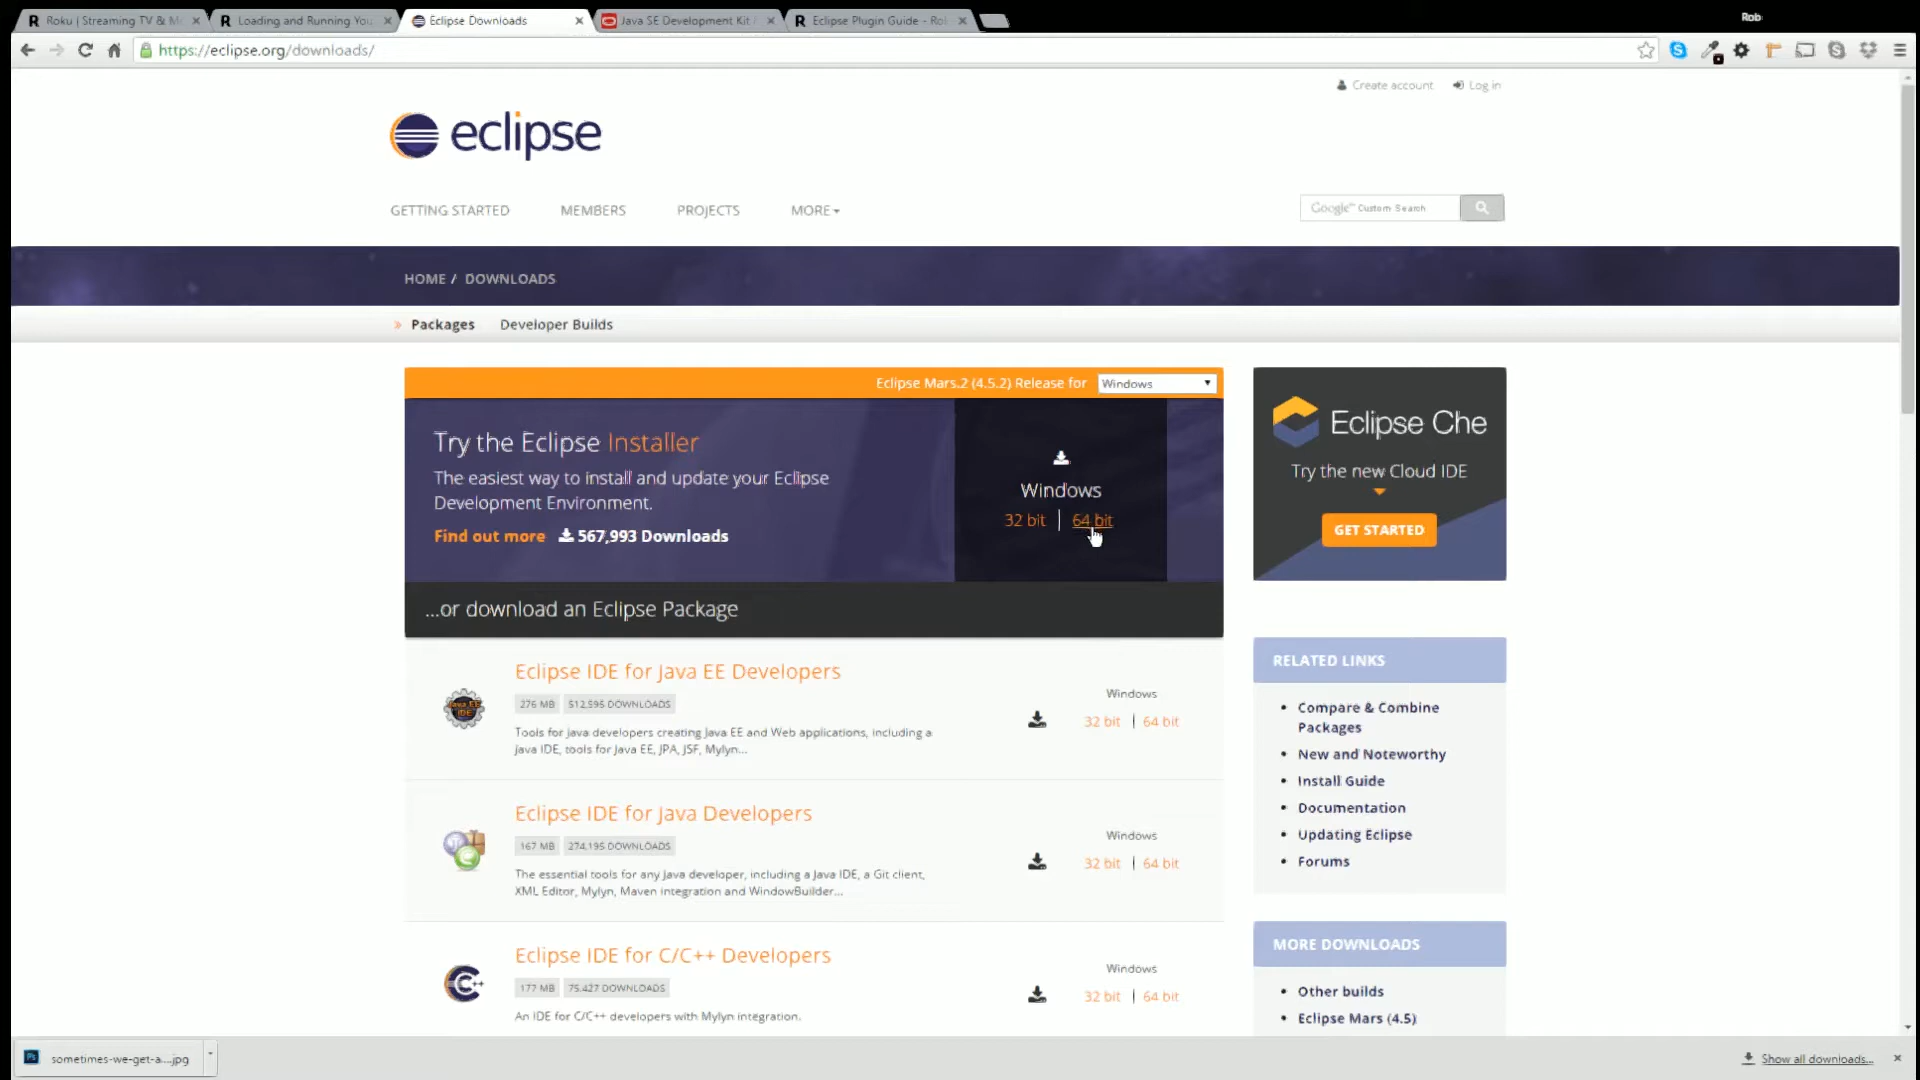 Roku | Streaming TV & M
Loading and Running You
Eclipse Downloads
Java SE Development Kit
Eclipse Plugin Guide - Rok
Rob
https://eclipse.org/downloads/
Create account
Log in
eclipse
GETTING STARTED
MEMBERS
PROJECTS
MORE
Google™ Custom Search
HOME / DOWNLOADS
Packages
Developer Builds
Eclipse Mars.2 (4.5.2) Release for
Windows
Try the Eclipse Installer
The easiest way to install and update your Eclipse
Development Environment.
Find out more
567,993 Downloads
Windows
32 bit | 64 bit
...or download an Eclipse Package
Eclipse Che
Try the new Cloud IDE
GET STARTED
Eclipse IDE for Java EE Developers
276 MB
512,595 DOWNLOADS
Tools for Java developers creating Java EE and Web applications, including a
Java IDE, tools for Java EE, JPA, JSF, Mylyn...
Java EE
IDE
Windows
32 bit | 64 bit
Eclipse IDE for Java Developers
167 MB
274,195 DOWNLOADS
The essential tools for any Java developer, including a Java IDE, a Git client,
XML Editor, Mylyn, Maven integration and WindowBuilder...
Windows
32 bit | 64 bit
Eclipse IDE for C/C++ Developers
177 MB
75,427 DOWNLOADS
An IDE for C/C++ developers with Mylyn integration.
Windows
32 bit | 64 bit
RELATED LINKS
Compare & Combine
Packages
New and Noteworthy
Install Guide
Documentation
Updating Eclipse
Forums
MORE DOWNLOADS
Other builds
Eclipse Mars (4.5)
sometimes-we-get-a....jpg
Show all downloads...